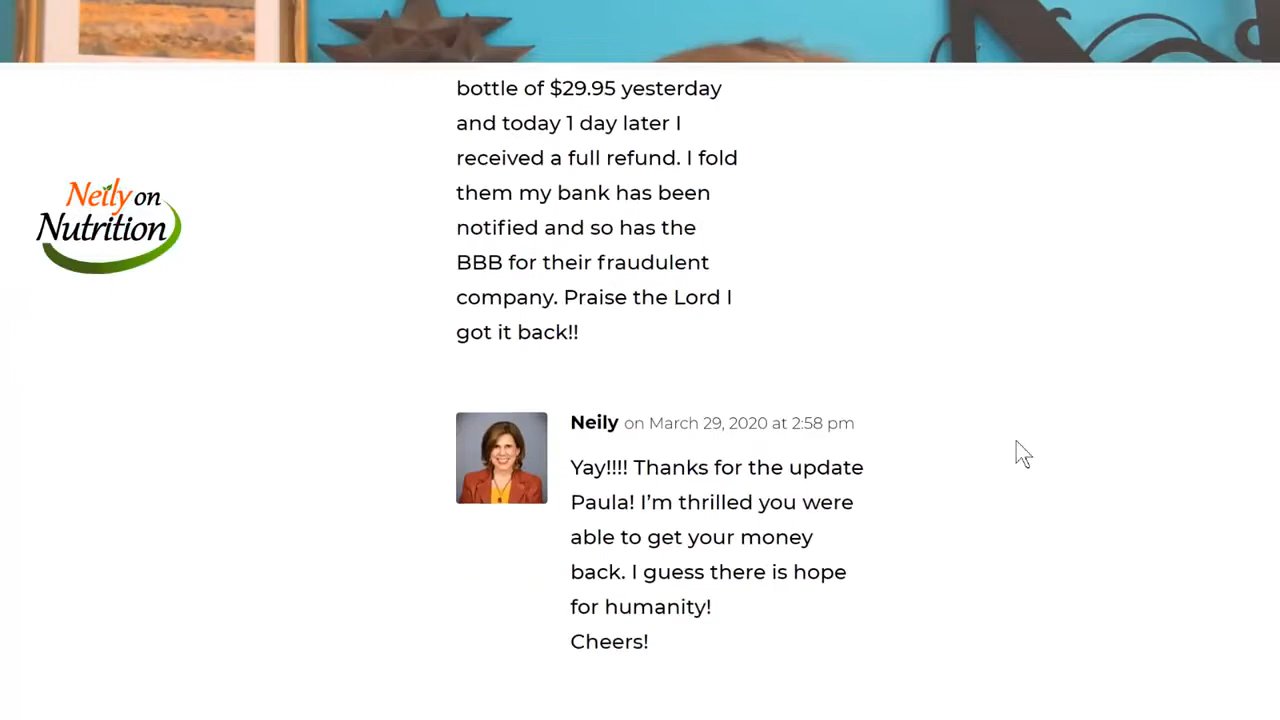 bottle of $29.95 yesterday
and today 1 day later I
received a full refund. I fold
them my bank has been
notified and so has the
BBB for their fraudulent
company. Praise the Lord I
got it back!!
Neily on
Nutrition
Neily on March 29, 2020 at 2:58 pm
Yay!!!! Thanks for the update
Paula! I'm thrilled you were
able to get your money
back. I guess there is hope
for humanity!
Cheers!